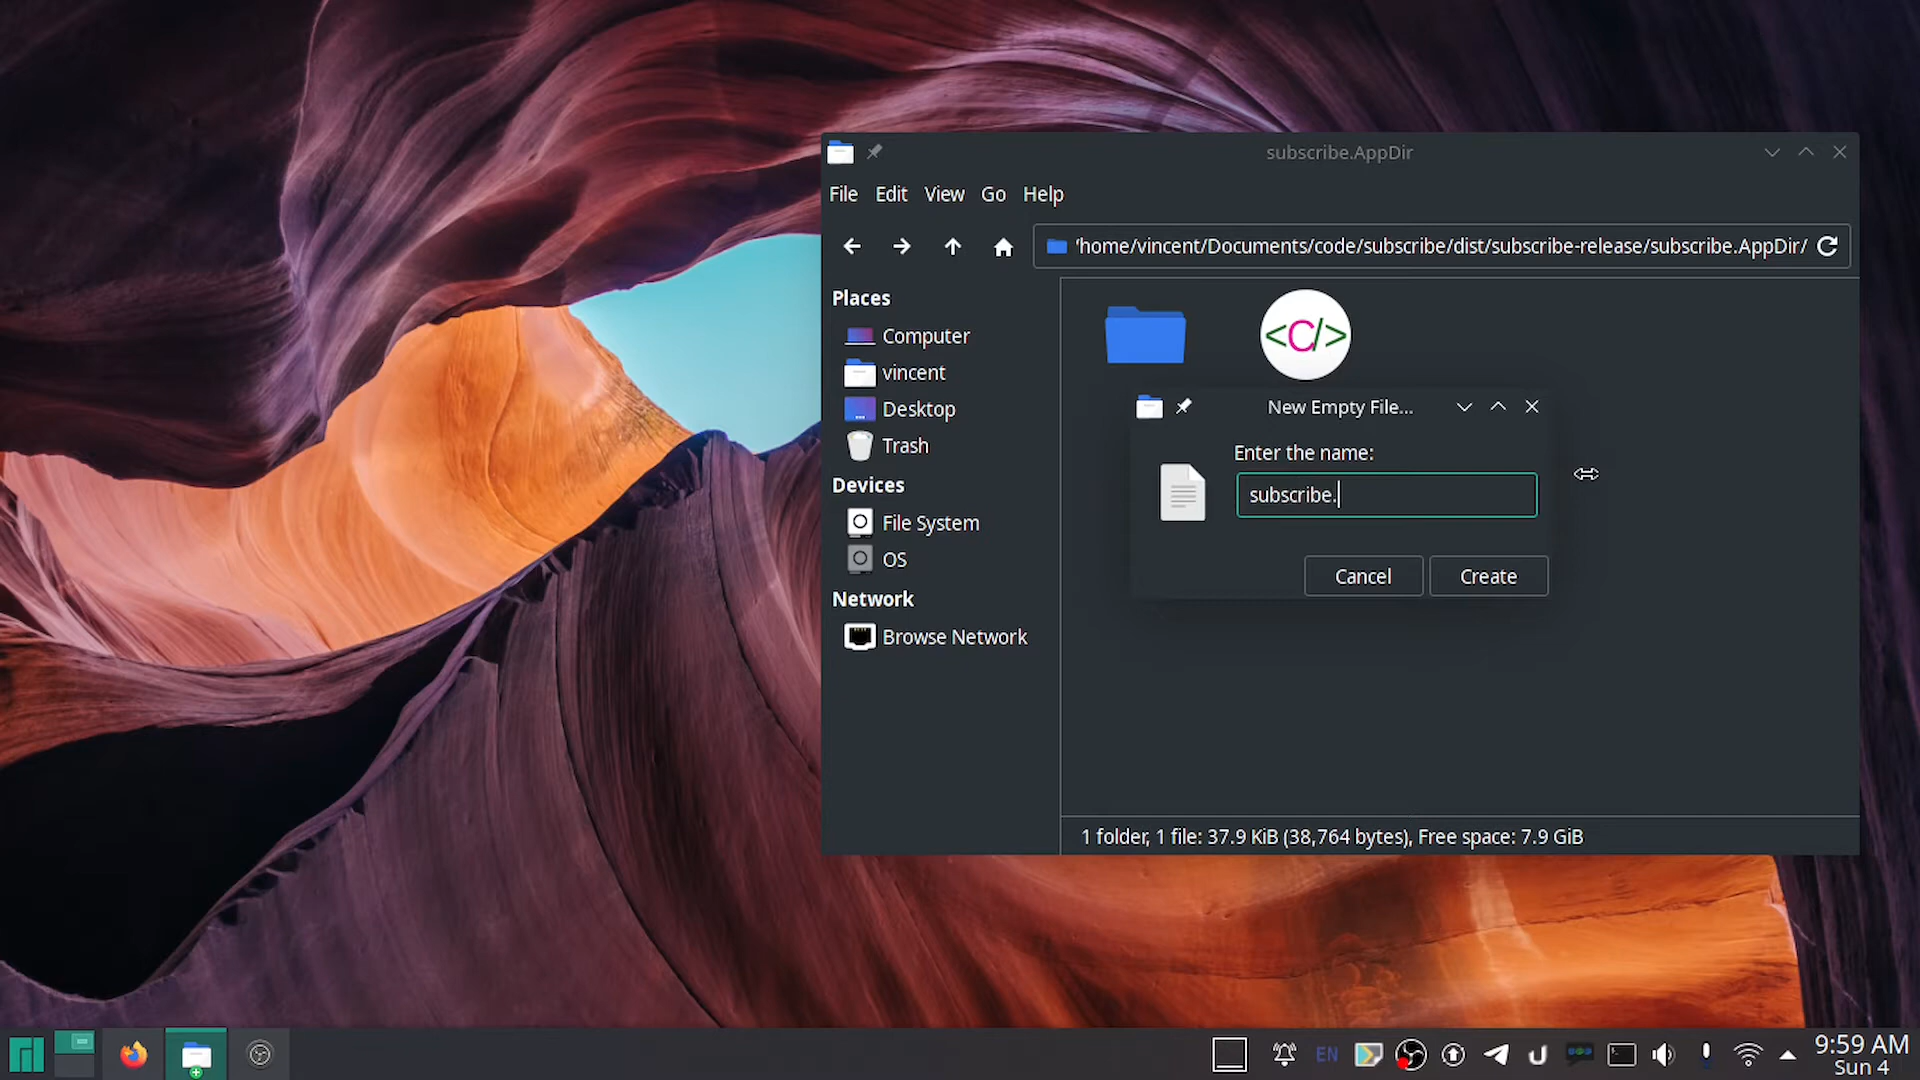 subscribe.AppDir
File Edit View Go Help
home/vincent/Documents/code/subscribe/dist/subscribe-release/subscribe.AppDir/
Places
Computer
vincent
Desktop
Trash
Devices
File System
OS
Network
Browse Network
<C/>
New Empty File...
Enter the name:
subscribe.
Cancel Create
1 folder, 1 file: 37.9 KiB (38,764 bytes), Free space: 7.9 GiB
EN
9:59 AM
Sun 4